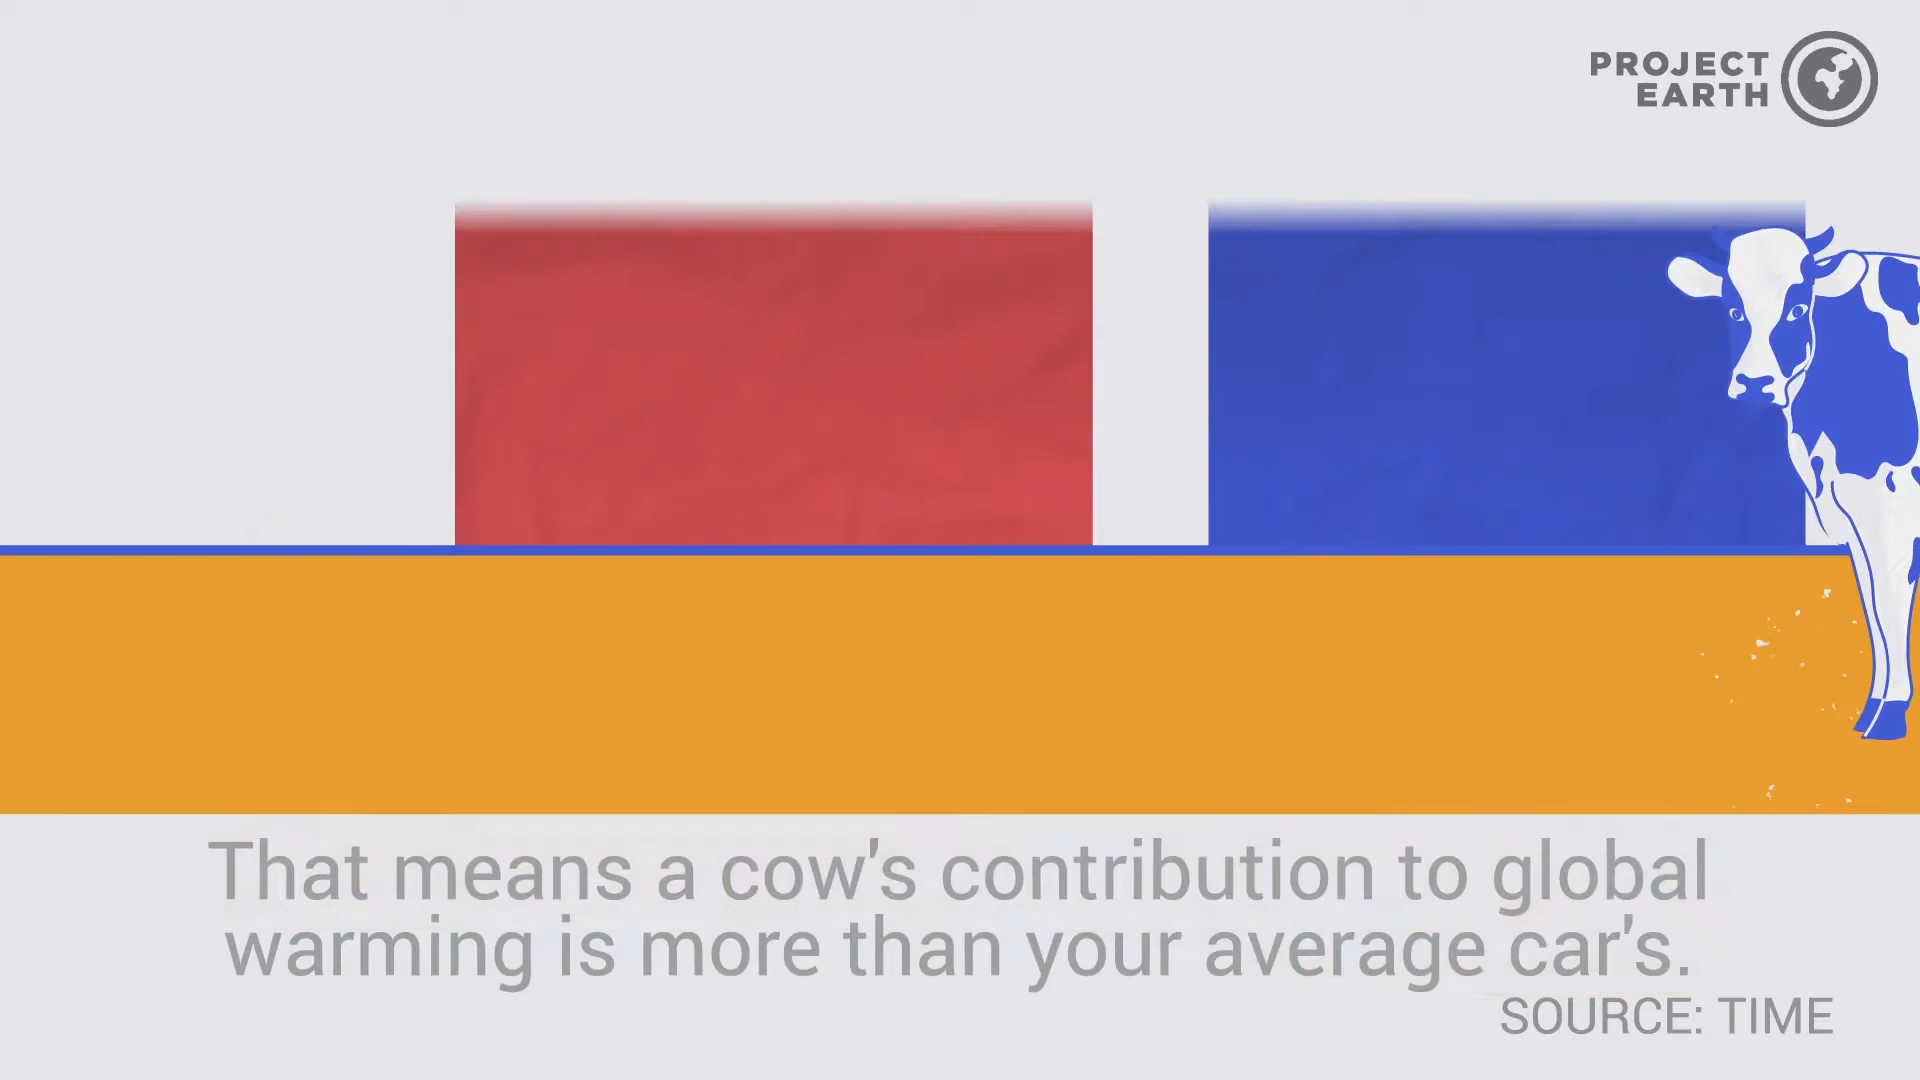 PROJECT
EARTH
That means a cow's contribution to global
warming is more than your average car's.
SOURCE: TIME